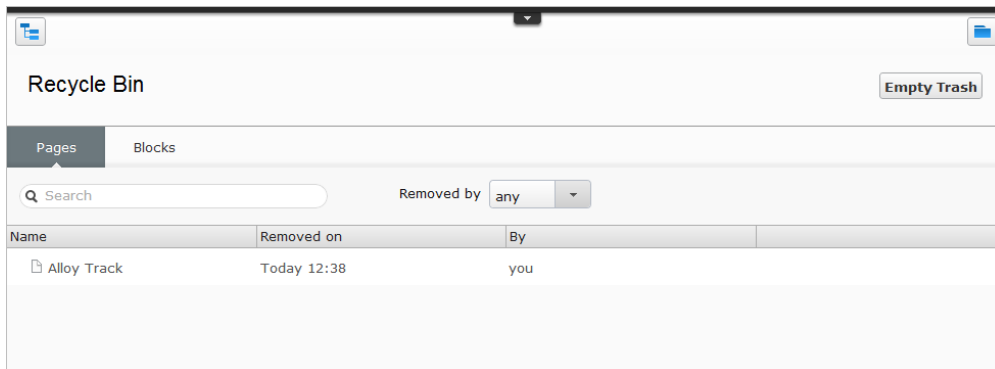 Recycle Bin
Empty Trash
Pages Blocks
Search Removed by any
Name Removed on By
Alloy Track Today 12:38 you